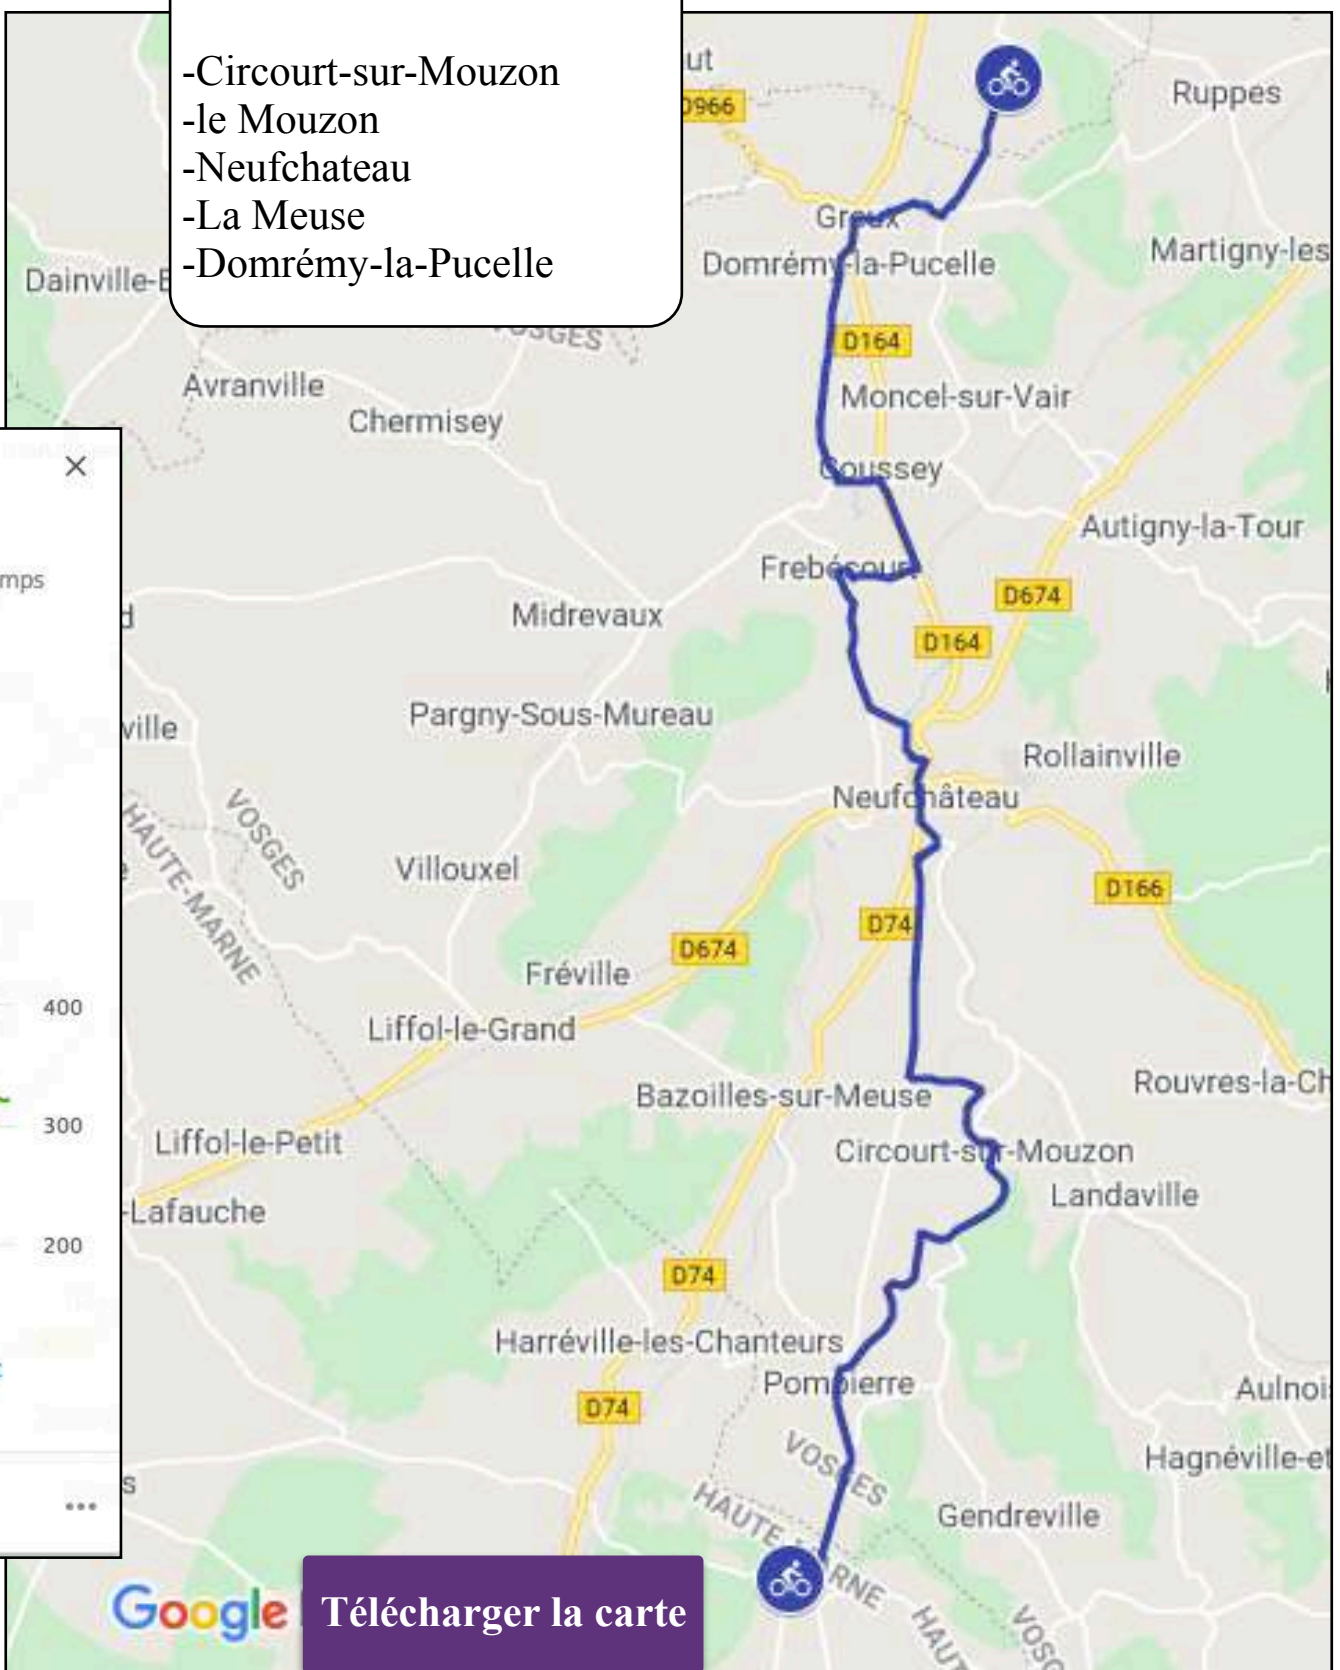 -Circourt-sur-Mouzon
-le Mouzon
-Neufchateau
-La Meuse
-Domrémy-la-Pucelle
Ruppes
D966
Greux
Domrémy-la-Pucelle
Martigny-les
Dainville-B
VOSGES
D164
Avranville
Moncel-sur-Vair
Chermisey
Coussey
Autigny-la-Tour
mps
Frebécourt
D674
Midrevaux
D164
ville
Pargny-Sous-Mureau
Rollainville
Neufchâteau
VOSGES
HAUTE-MARNE
Villouxel
D166
D74
D674
Fréville
400
Liffol-le-Grand
Bazoilles-sur-Meuse
Rouvres-la-Ch
300
Liffol-le-Petit
Circourt-sur-Mouzon
Landaville
-Lafauche
200
D74
Harréville-les-Chanteurs
Pompierre
Aulnoi
D74
VOSGES
Hagnéville-et
HAUTE-MARNE
Gendreville
Google
Télécharger la carte
HAUT
VOSG